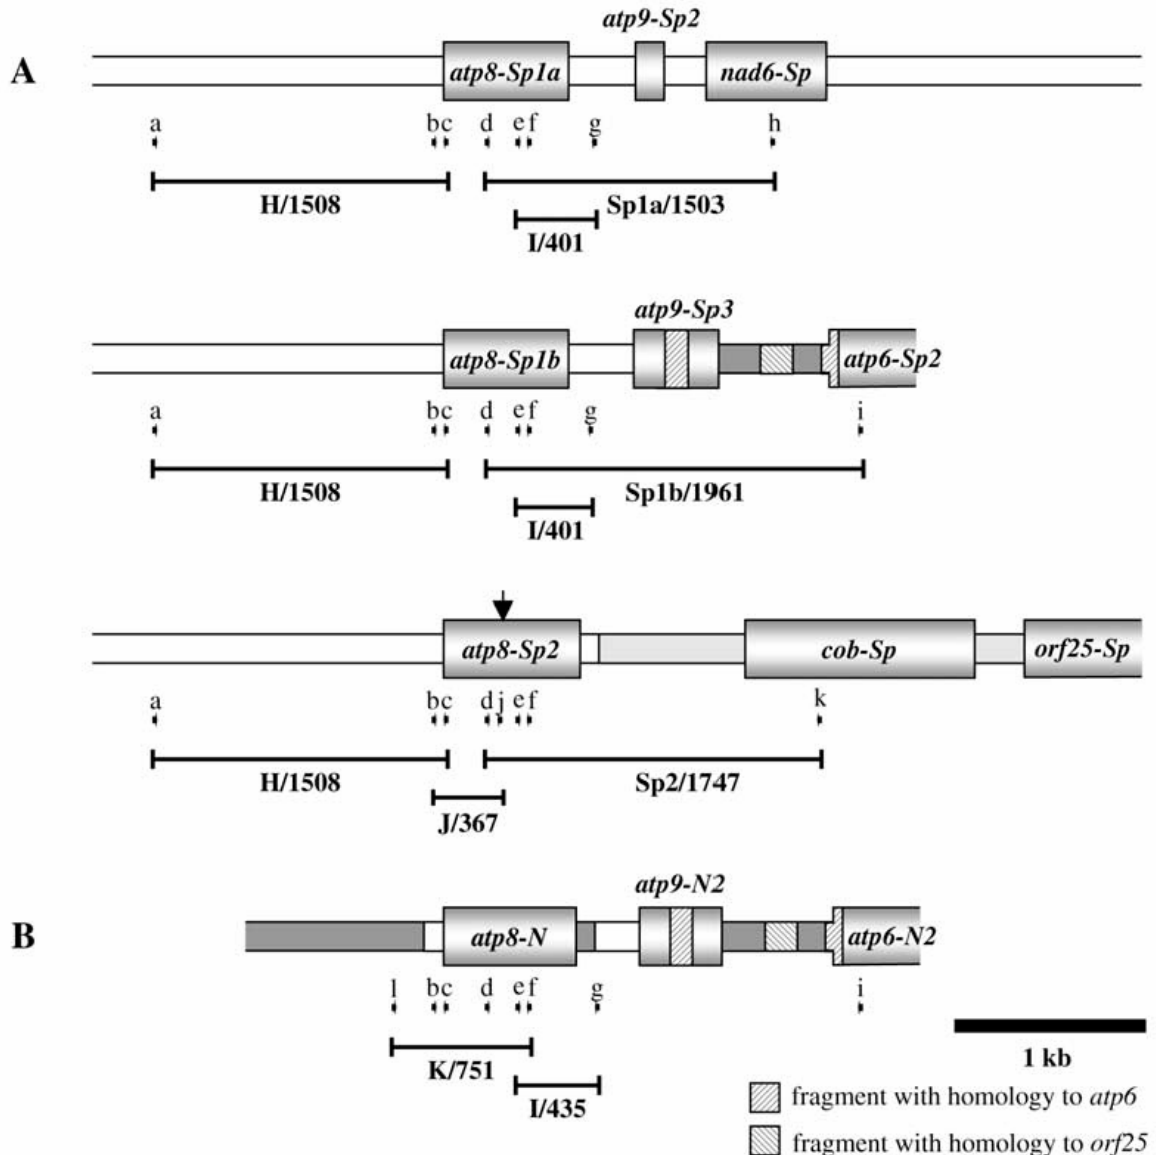 atp9-Sp2
A
atp8-Sp1a
nad6-Sp
a b c d e f g h
H/1508
Sp1a/1503
I/401
atp9-Sp3
atp8-Sp1b
atp6-Sp2
a b c d e f g i
H/1508
Sp1b/1961
I/401
atp8-Sp2
cob-Sp
orf25-Sp
a b c d j e f k
H/1508
Sp2/1747
J/367
atp9-N2
B
atp8-N
atp6-N2
l b c d e f g i
K/751
1 kb
I/435
fragment with homology to atp6
fragment with homology to orf25